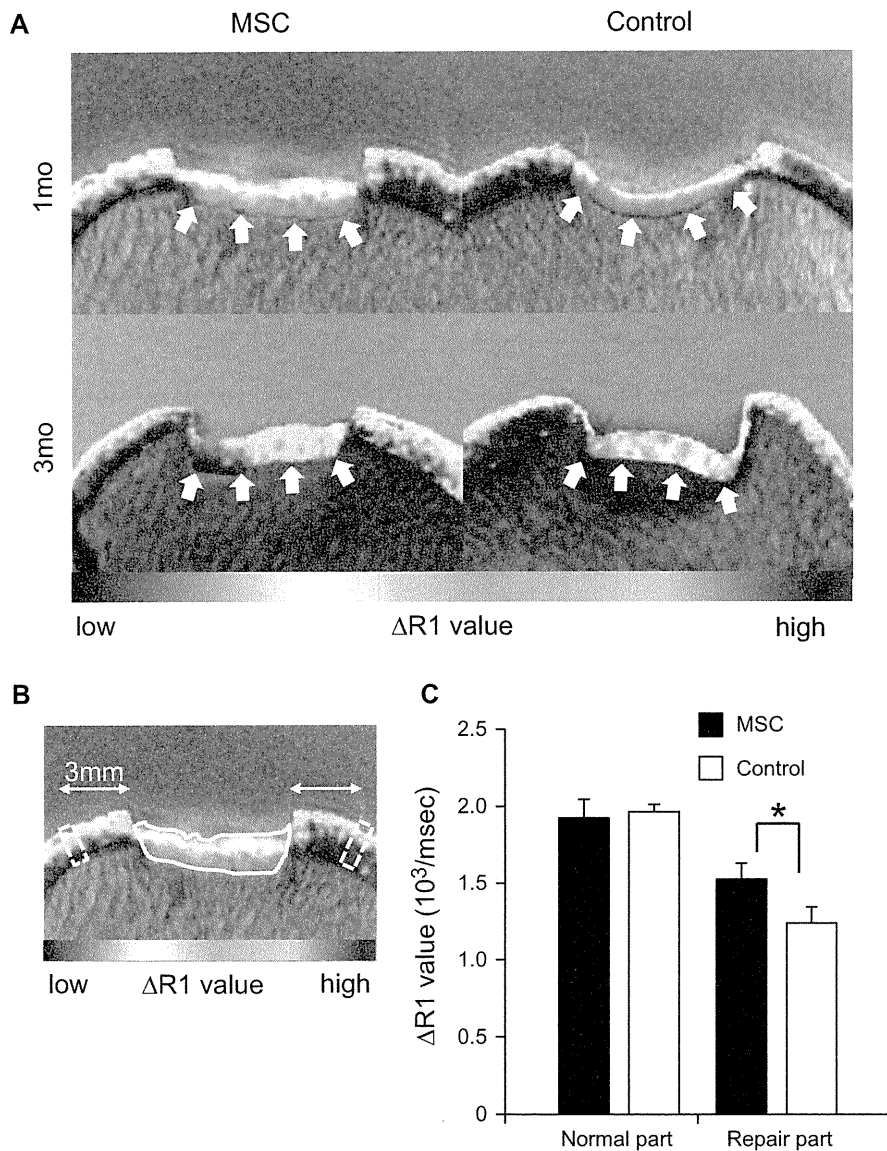 A
MSC
Control
1mo
3mo
low
ΔR1 value
high
B
3mm
low
ΔR1 value
high
C
MSC
Control
*
2.5
2.0
1.5
1.0
0.5
0
ΔR1 value (10³/msec)
Normal part
Repair part